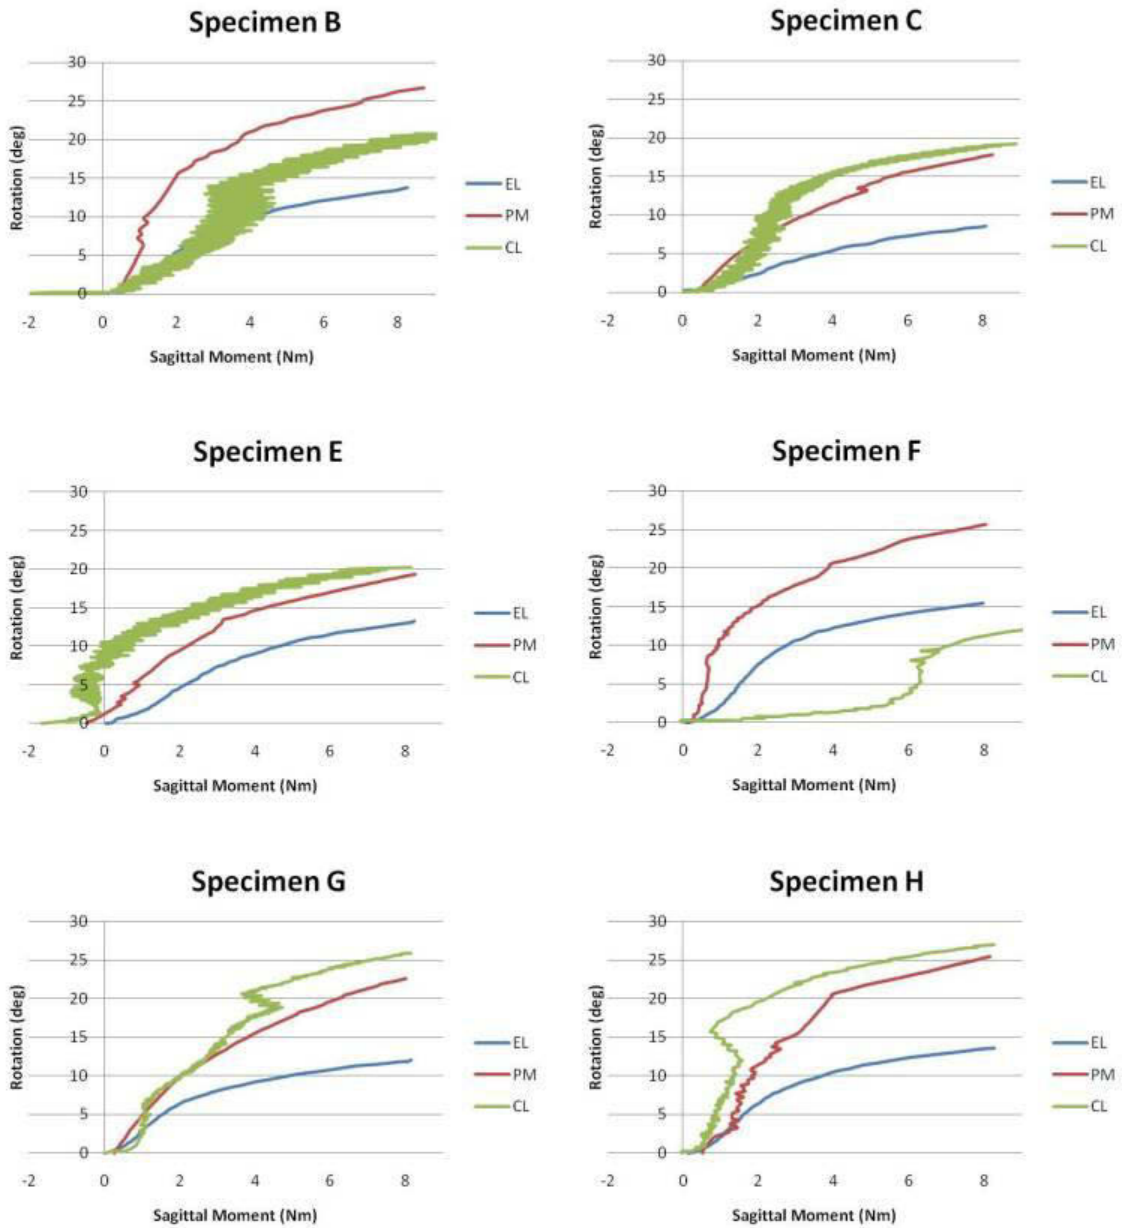 Specimen B
30
25
20
15
10
5
0
-2 0 2 4 6 8
Rotation (deg)
Sagittal Moment (Nm)
EL
PM
CL
Specimen C
30
25
20
15
10
5
0
-2 0 2 4 6 8
Rotation (deg)
Sagittal Moment (Nm)
EL
PM
CL
Specimen E
30
25
20
15
10
5
0
-2 0 2 4 6 8
Rotation (deg)
Sagittal Moment (Nm)
EL
PM
CL
Specimen F
30
25
20
15
10
5
0
-2 0 2 4 6 8
Rotation (deg)
Sagittal Moment (Nm)
EL
PM
CL
Specimen G
30
25
20
15
10
5
0
-2 0 2 4 6 8
Rotation (deg)
Sagittal Moment (Nm)
EL
PM
CL
Specimen H
30
25
20
15
10
5
0
-2 0 2 4 6 8
Rotation (deg)
Sagittal Moment (Nm)
EL
PM
CL